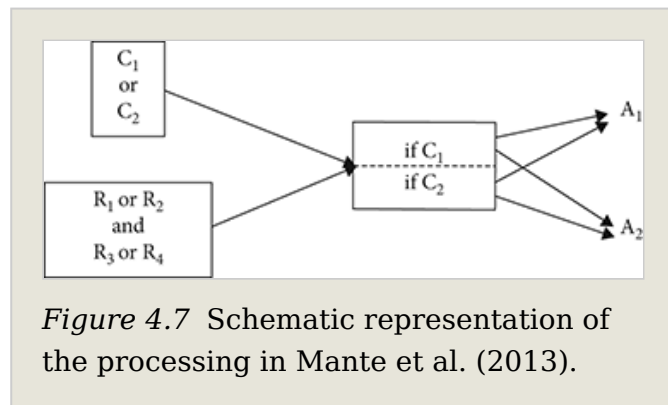 C₁
or
C₂
R₁ or R₂
and
R₃ or R₄
if C₁
if C₂
A₁
A₂
Figure 4.7 Schematic representation of
the processing in Mante et al. (2013).